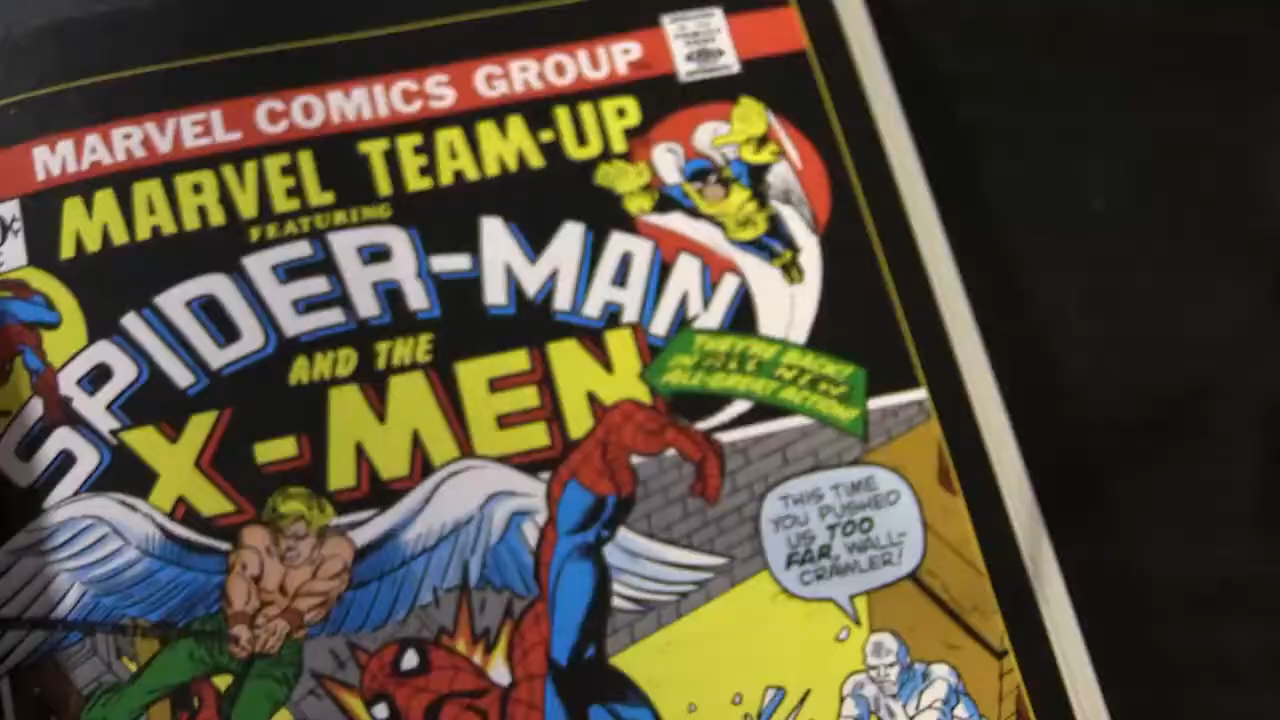 MARVEL COMICS GROUP
MARVEL TEAM-UP
FEATURING
SPIDER-MAN
AND THE
X-MEN
THIS TIME
YOU PUSHED
US TOO
FAR, WALL-
CRAWLER!